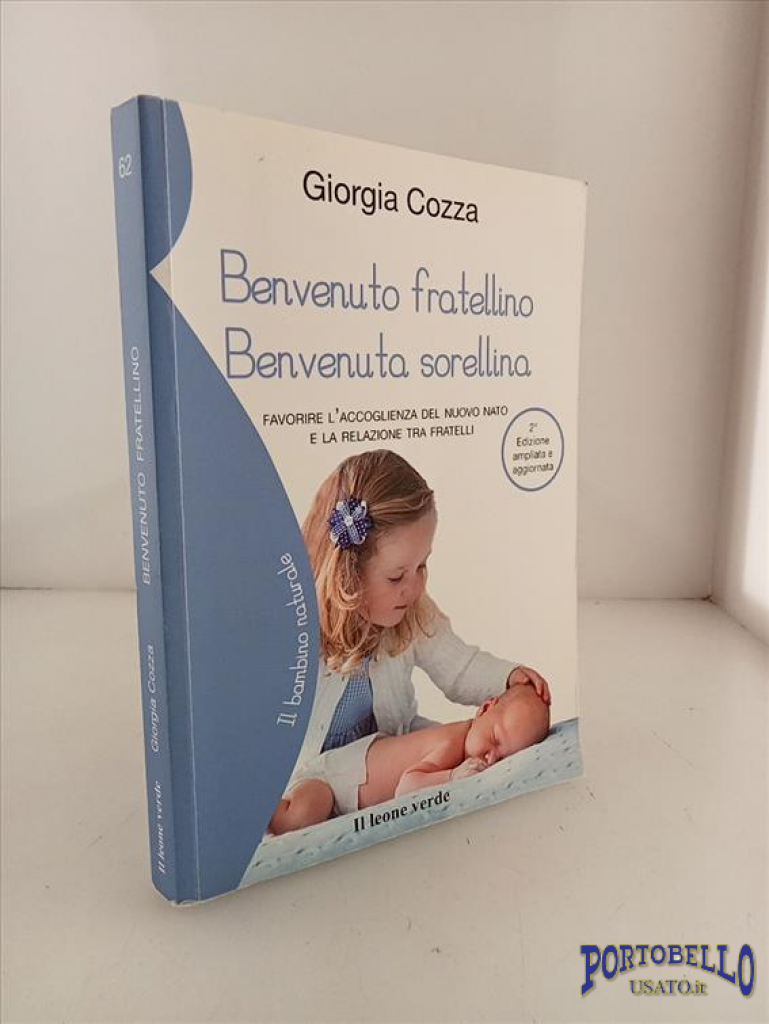 Giorgia Cozza
Benvenuto fratellino
Benvenuta sorellina
FAVORIRE L'ACCOGLIENZA DEL NUOVO NATO
E LA RELAZIONE TRA FRATELLI
2ª
Edizione
ampliata e
aggiornata
Il bambino naturale
Il leone verde
62
BENVENUTO FRATELLINO
Giorgia Cozza
Il leone verde
PORTOBELLO
USATO.it